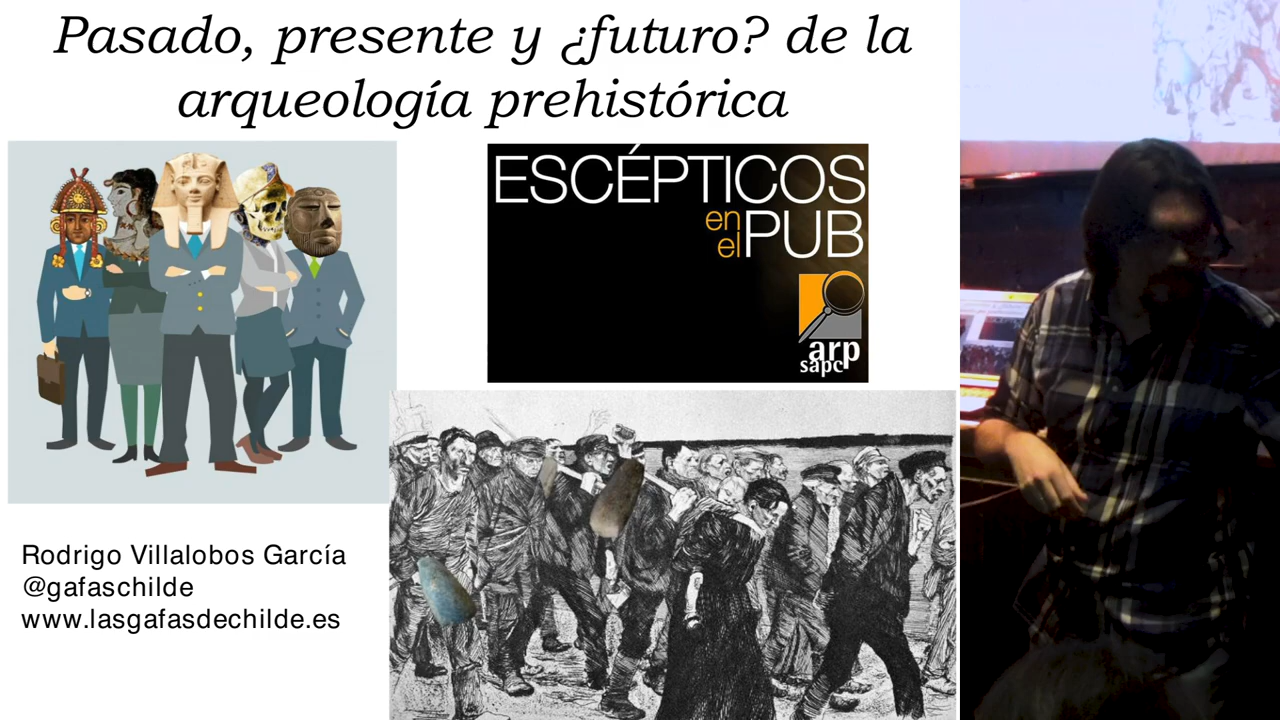 Pasado, presente y ¿futuro? de la
arqueología prehistórica
ESCÉPTICOS
en
el PUB
arp
sapc
Rodrigo Villalobos García
@gafaschilde
www.lasgafasdechilde.es